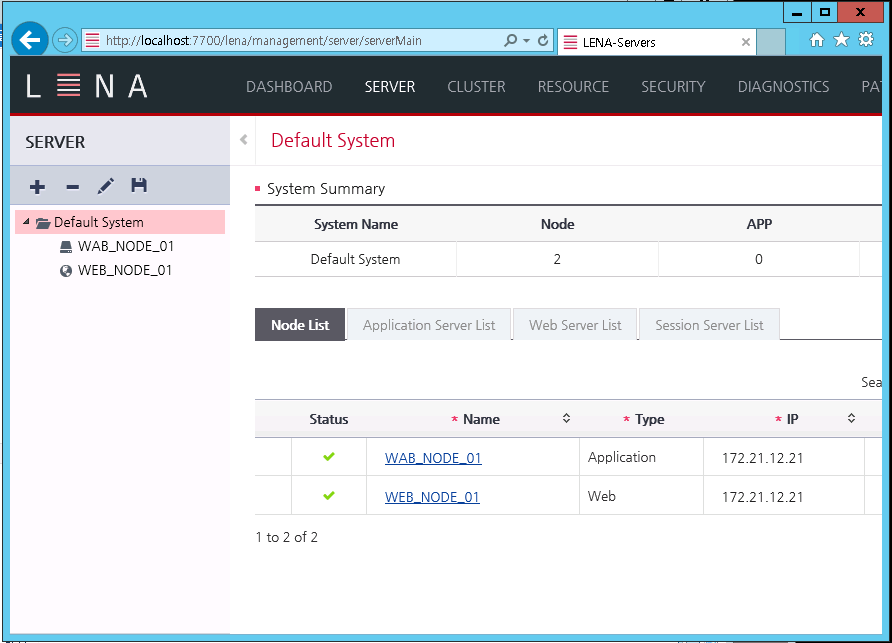 http://localhost:7700/lena/management/server/serverMain
LENA-Servers
LENA
DASHBOARD SERVER CLUSTER RESOURCE SECURITY DIAGNOSTICS PA
SERVER
Default System
WAB_NODE_01
WEB_NODE_01
Default System
System Summary
System Name Node APP
Default System 2 0
Node List Application Server List Web Server List Session Server List
Sea
Status * Name * Type * IP
WAB_NODE_01 Application 172.21.12.21
WEB_NODE_01 Web 172.21.12.21
1 to 2 of 2